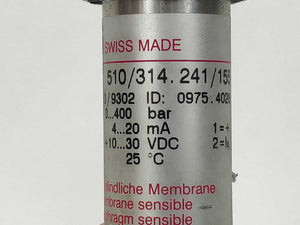 SWISS MADE
510/314. 241/15
/9302 ID: 0975. 402
0...400 bar
4...20 mA 1=+
+10...30 VDC 2=
25 °C
findliche Membrane
mbrane sensible
phragm sensible